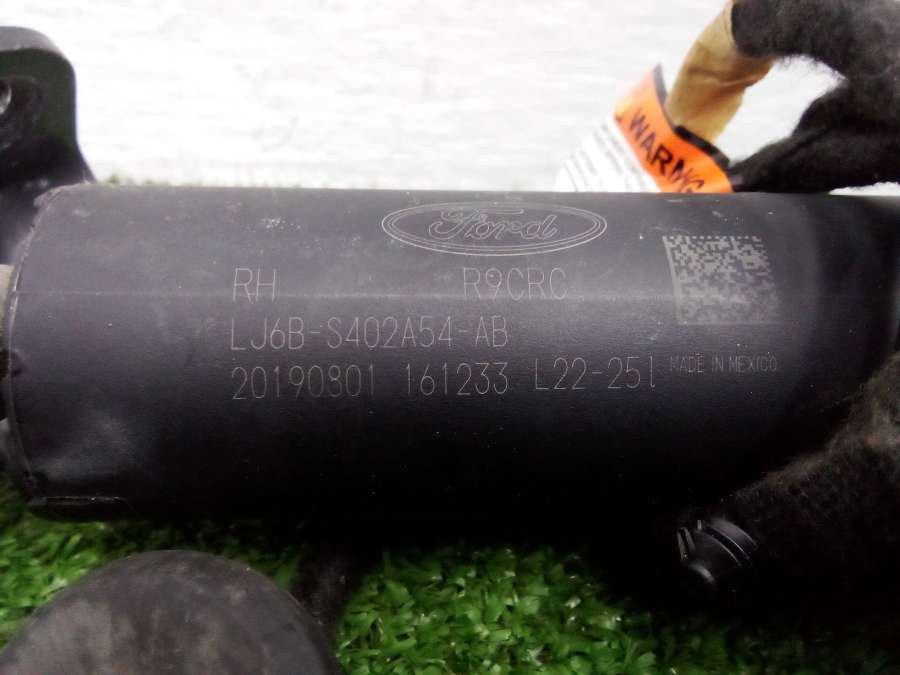 WARNING
Ford
RH R9CRC
LJ6B-S402A54-AB
20190801 161233 L22-251
MADE IN MEXICO